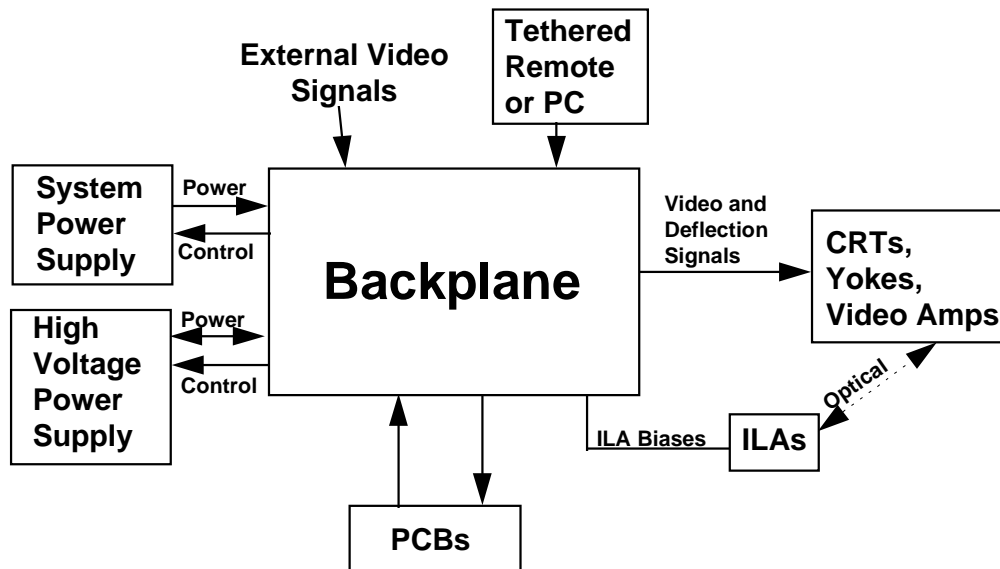 External Video
Signals
Tethered
Remote
or PC
System
Power
Supply
Power
Control
Backplane
Video and
Deflection
Signals
CRTs,
Yokes,
Video Amps
High
Voltage
Power
Supply
Power
Control
Optical
ILA Biases
ILAs
PCBs